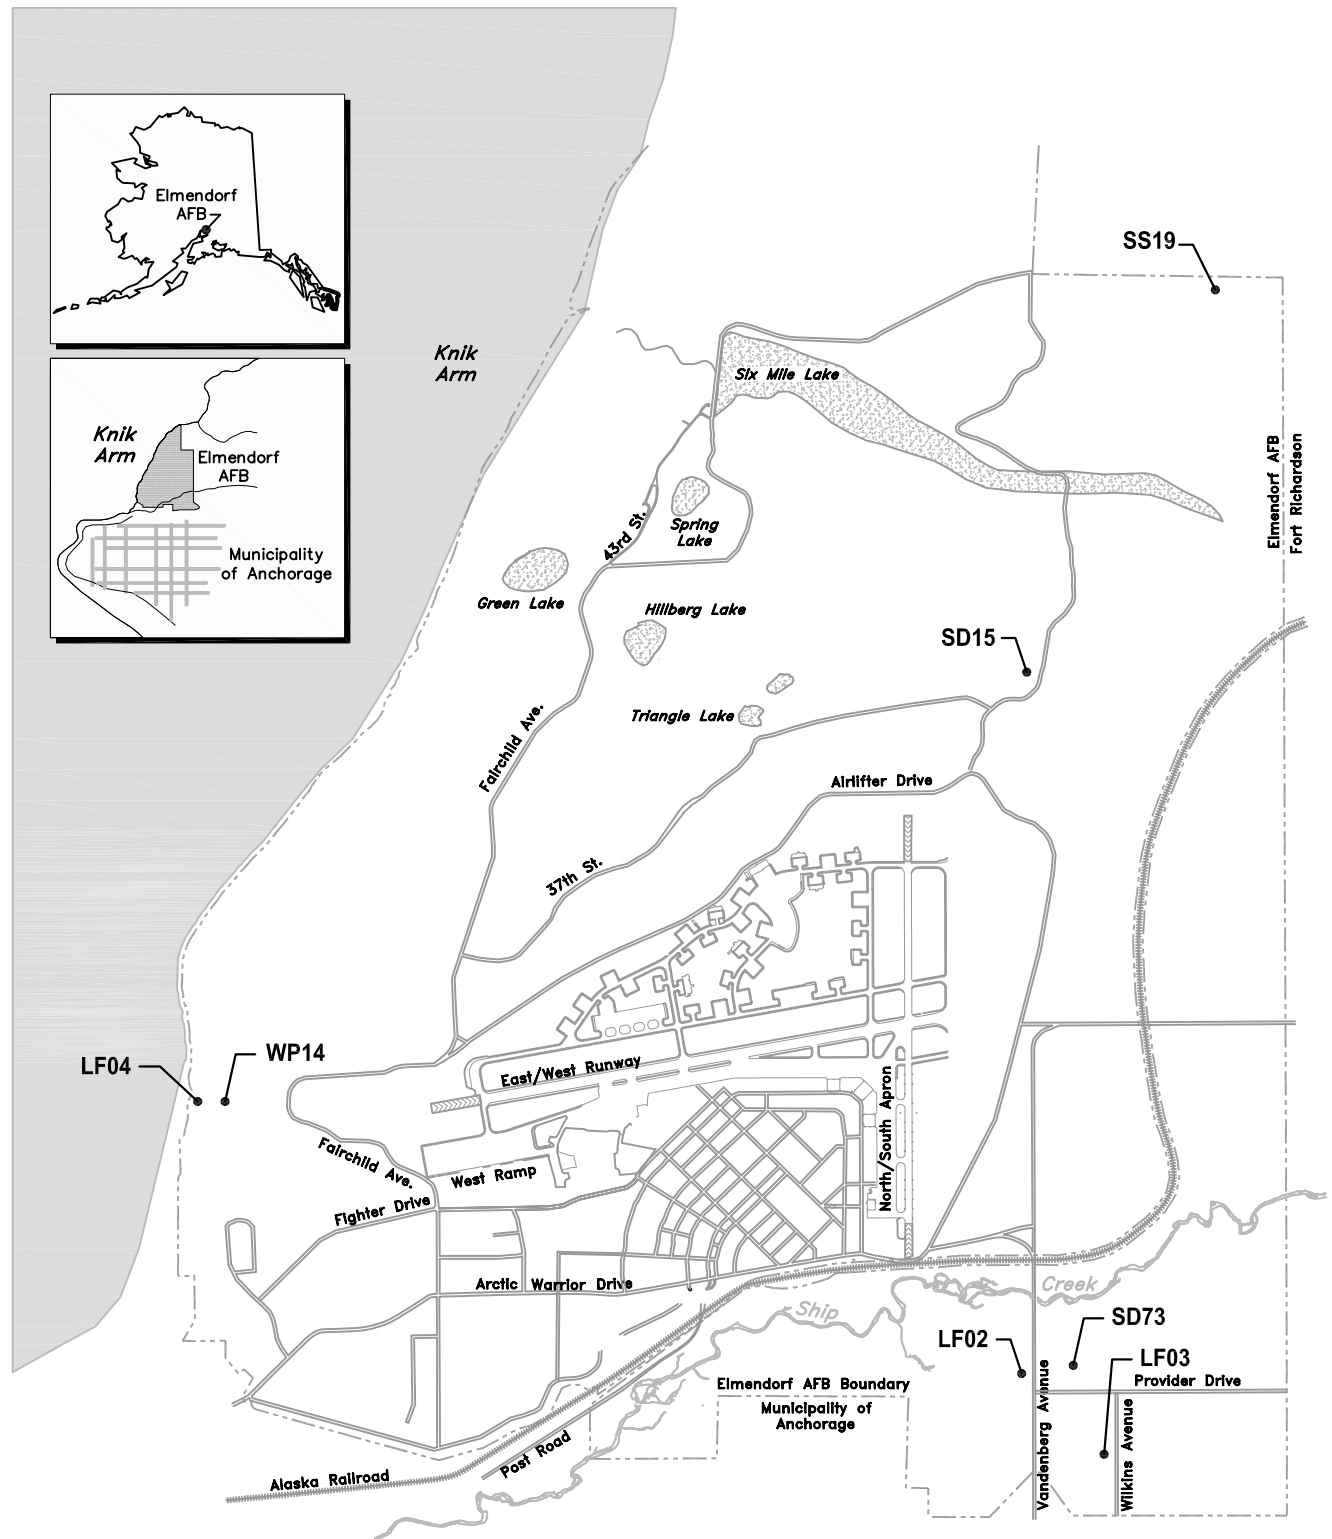 Elmendorf
AFB
Knik
Arm
Elmendorf
AFB
Municipality
of Anchorage
Knik
Arm
SS19
Six Mile Lake
Elmendorf AFB
Fort Richardson
43rd St.
Spring
Lake
Green Lake
Hillberg Lake
SD15
Triangle Lake
Fairchild Ave.
Airlifter Drive
37th St.
LF04
WP14
East/West Runway
North/South Apron
Fairchild Ave.
West Ramp
Fighter Drive
Arctic Warrior Drive
Ship
Creek
SD73
LF02
LF03
Provider Drive
Elmendorf AFB Boundary
Municipality of
Anchorage
Vandenberg Avenue
Wilkins Avenue
Post Road
Alaska Railroad